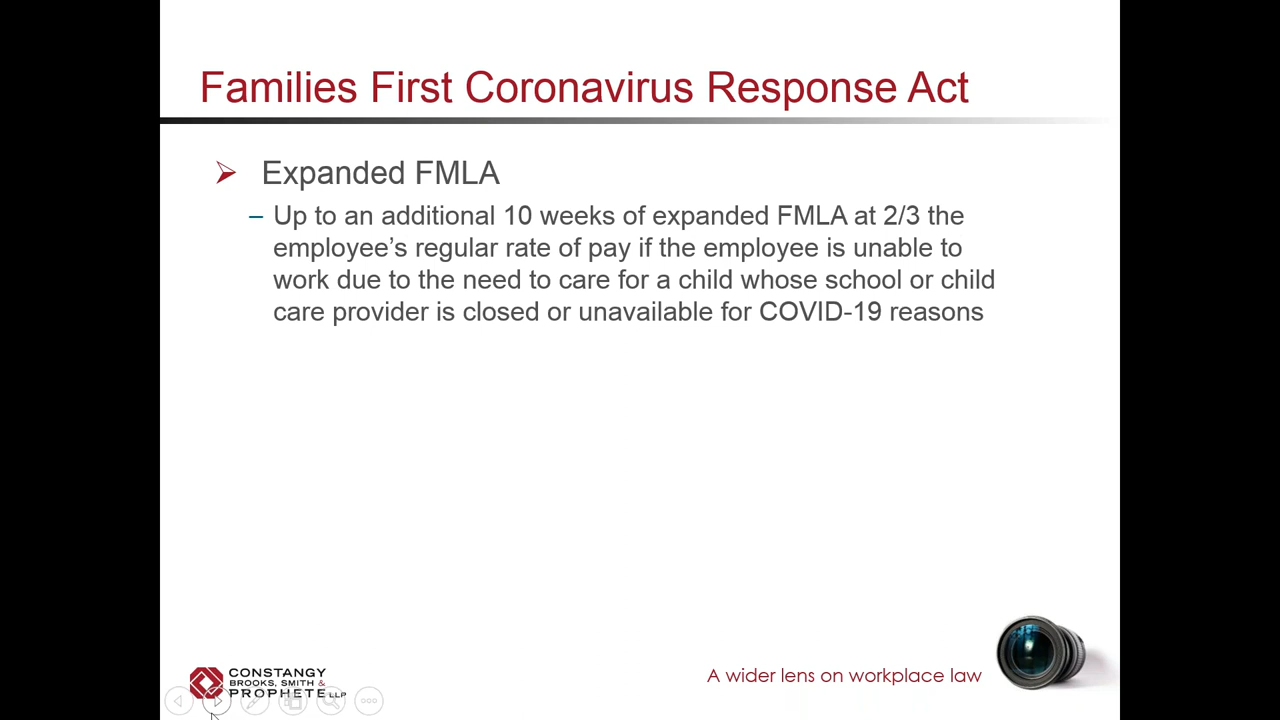 Families First Coronavirus Response Act
Expanded FMLA
– Up to an additional 10 weeks of expanded FMLA at 2/3 the
employee’s regular rate of pay if the employee is unable to
work due to the need to care for a child whose school or child
care provider is closed or unavailable for COVID-19 reasons
CONSTANGY
BROOKS, SMITH &
PROPHETE LLP
A wider lens on workplace law